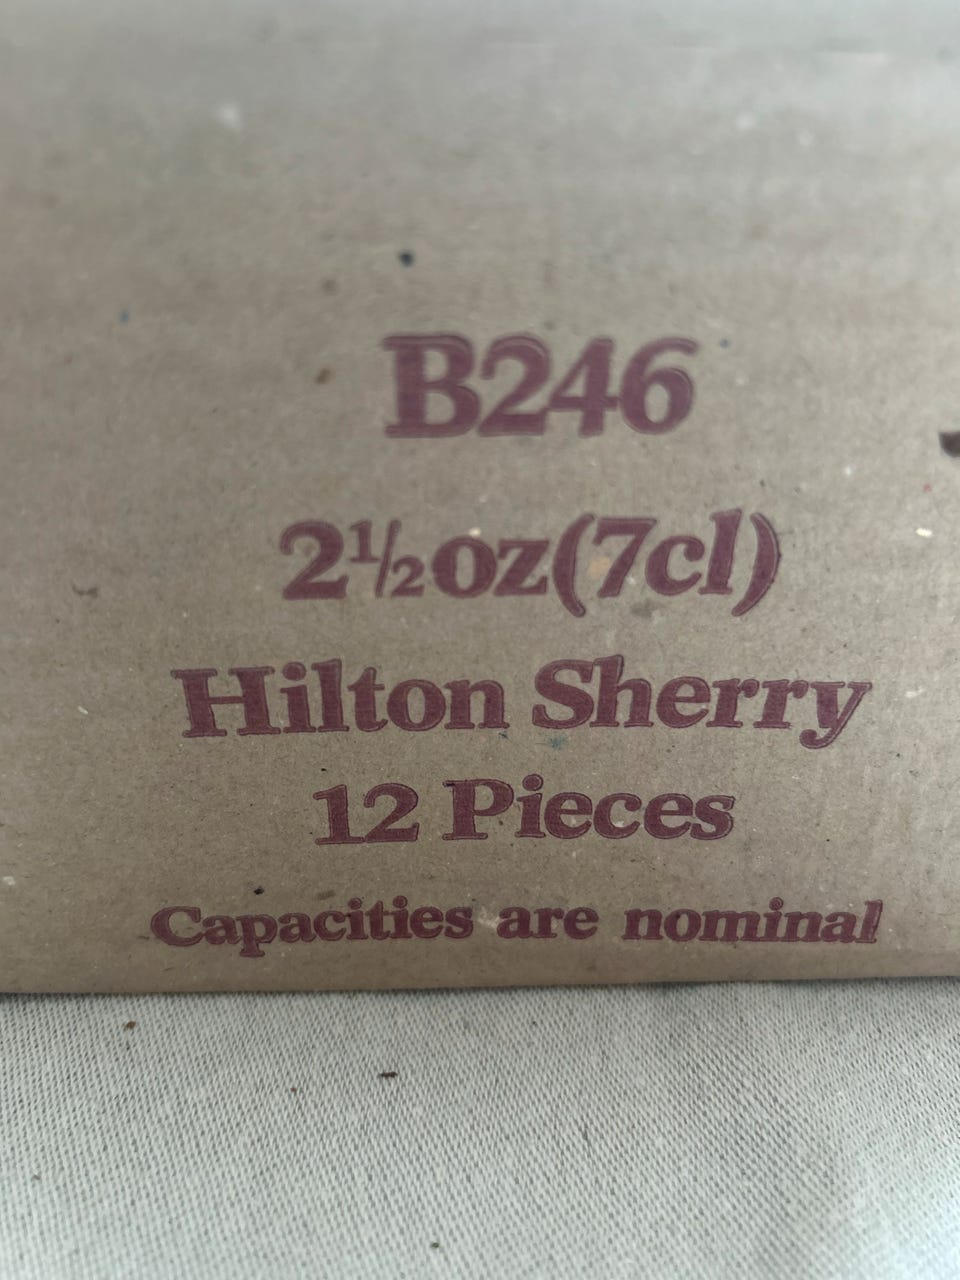 B246
2½oz(7cl)
Hilton Sherry
12 Pieces
Capacities are nominal